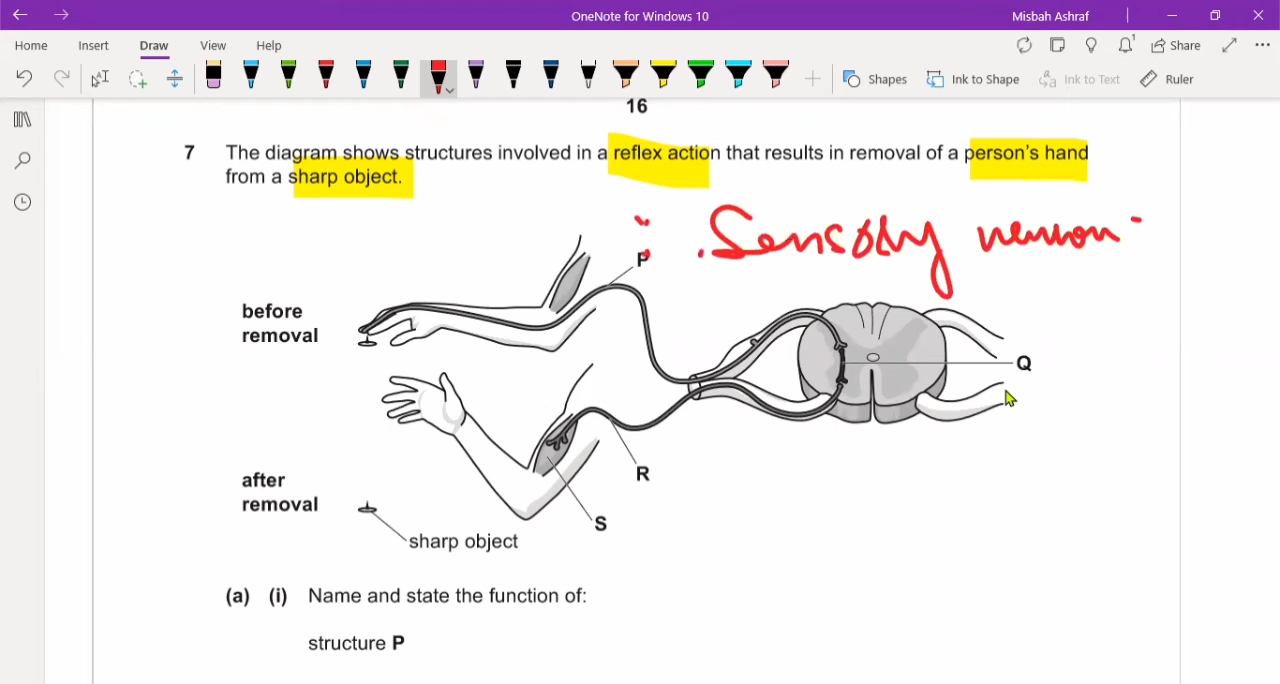 OneNote for Windows 10
Misbah Ashraf
Home Insert Draw View Help
Share
Shapes Ink to Shape Ink to Text Ruler
16
7 The diagram shows structures involved in a reflex action that results in removal of a person's hand
from a sharp object.
: Sensory neuron
P
before
removal
Q
after
removal
R
S
sharp object
(a) (i) Name and state the function of:
structure P